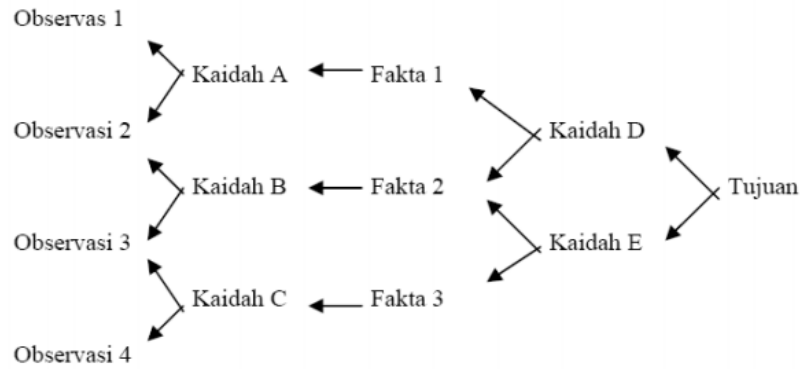 Observas 1
Kaidah A
Fakta 1
Observasi 2
Kaidah D
Kaidah B
Fakta 2
Tujuan
Observasi 3
Kaidah E
Kaidah C
Fakta 3
Observasi 4